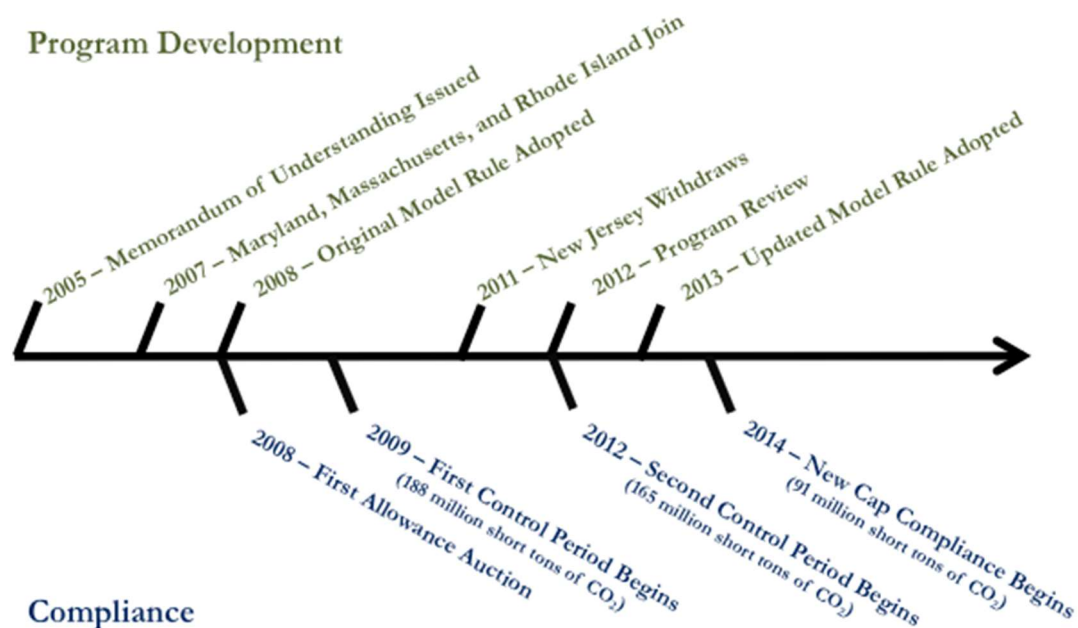 Program Development
2005 – Memorandum of Understanding Issued
2007 – Maryland, Massachusetts, and Rhode Island Join
2008 – Original Model Rule Adopted
2011 – New Jersey Withdraws
2012 – Program Review
2013 – Updated Model Rule Adopted
2008 – First Allowance Auction
2009 – First Control Period Begins
(188 million short tons of CO₂)
2012 – Second Control Period Begins
(165 million short tons of CO₂)
2014 – New Cap Compliance Begins
(91 million short tons of CO₂)
Compliance